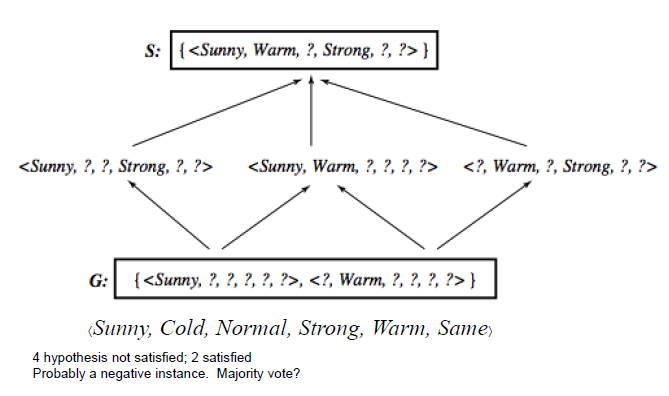 S: { <Sunny, Warm, ?, Strong, ?, ?> }
<Sunny, ?, ?, Strong, ?, ?> <Sunny, Warm, ?, ?, ?, ?> <?, Warm, ?, Strong, ?, ?>
G: { <Sunny, ?, ?, ?, ?, ?>, <?, Warm, ?, ?, ?, ?> }
⟨Sunny, Cold, Normal, Strong, Warm, Same⟩
4 hypothesis not satisfied; 2 satisfied
Probably a negative instance. Majority vote?